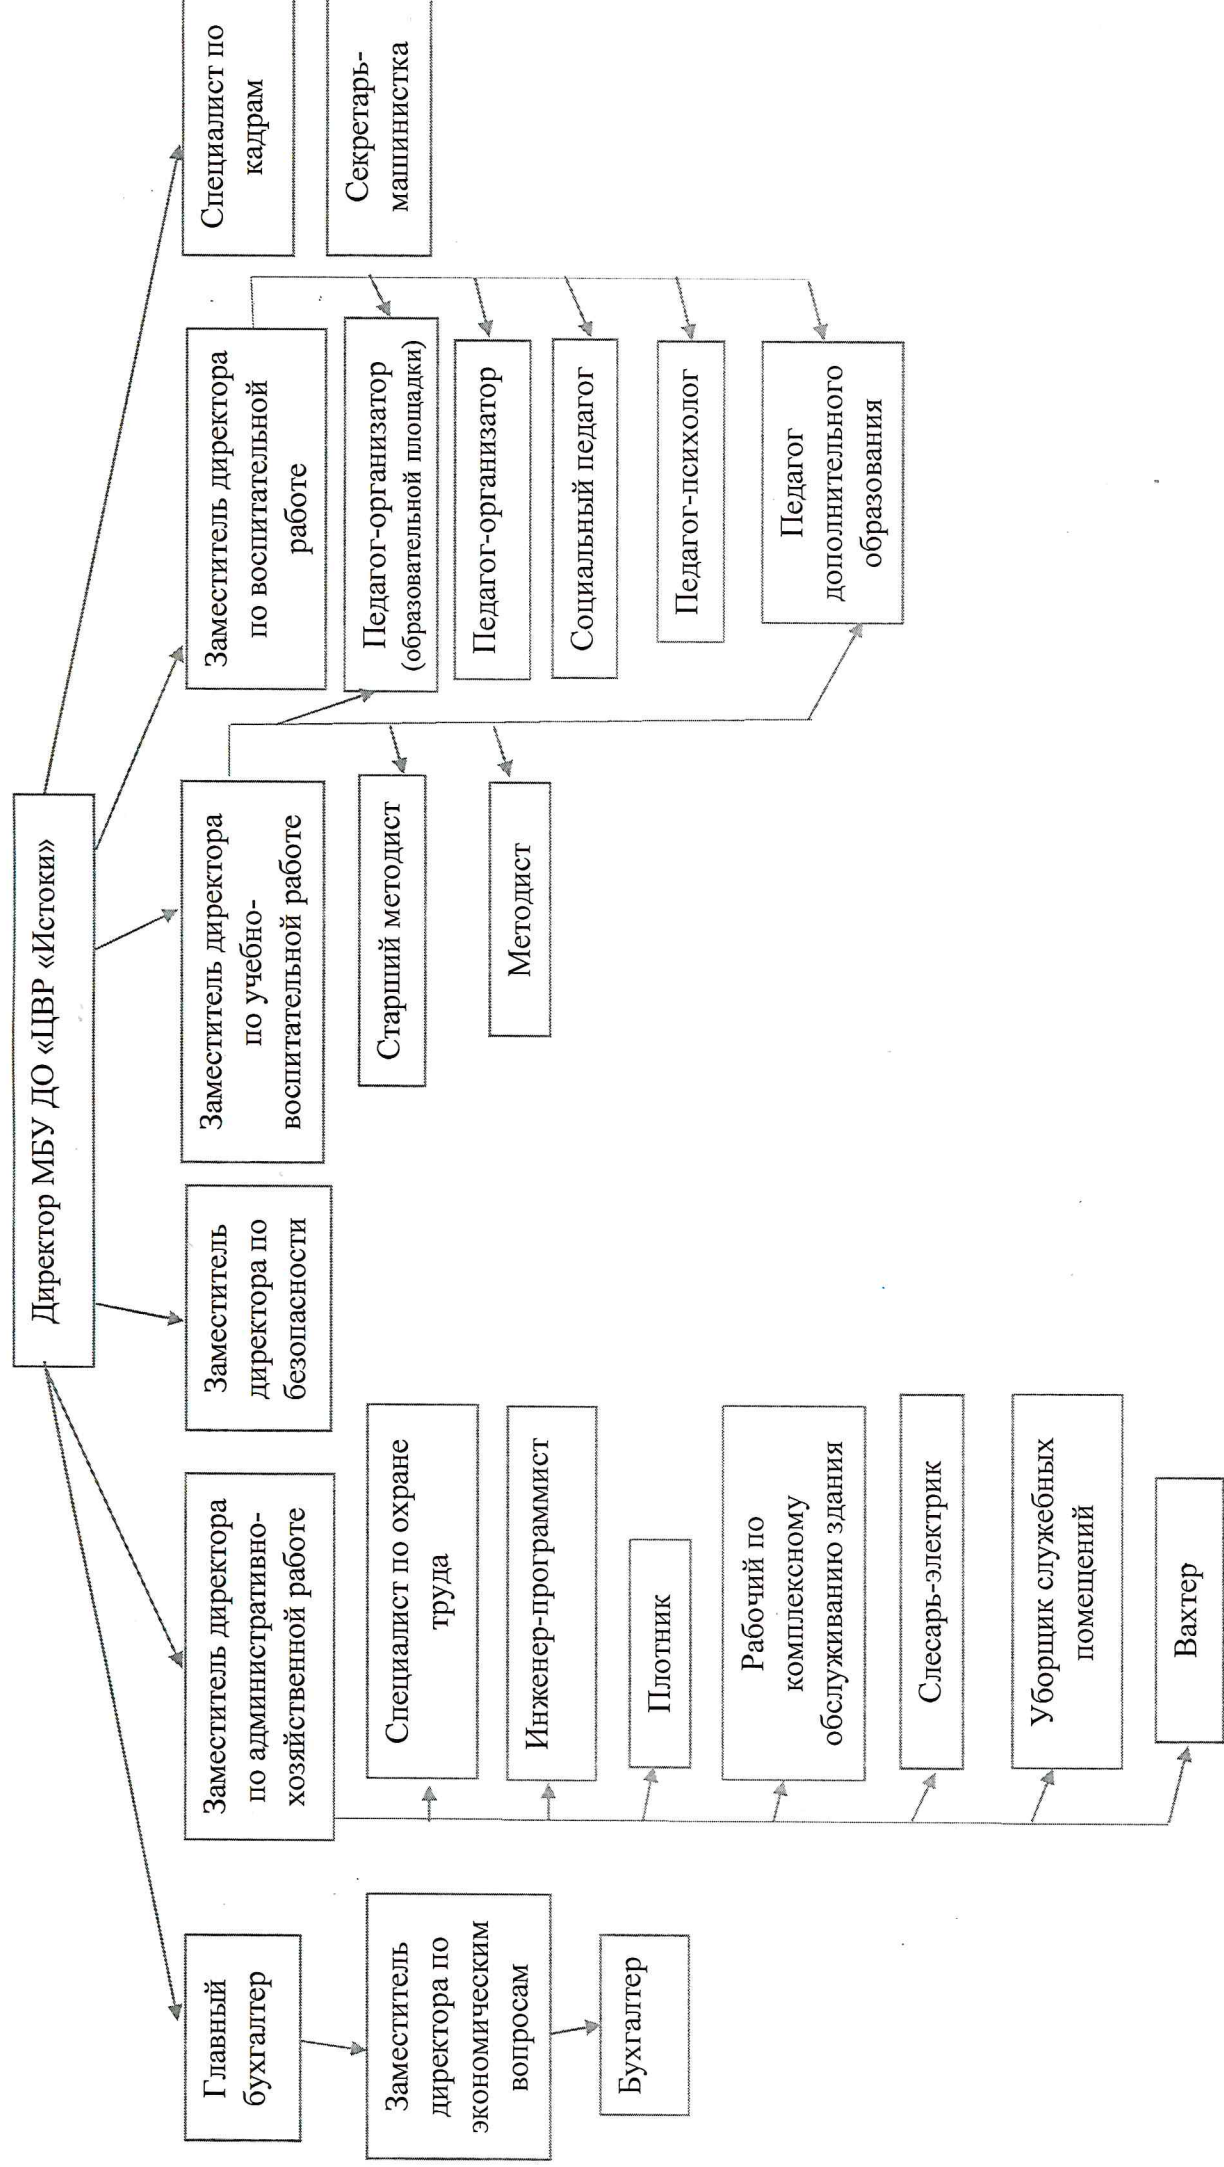 Директор МБУ ДО «ЦВР «Истоки»
Главный
бухгалтер
Заместитель
директора по
экономическим
вопросам
Бухгалтер
Заместитель директора
по административно-
хозяйственной работе
Специалист по охране
труда
Инженер-программист
Плотник
Рабочий по
комплексному
обслуживанию здания
Слесарь-электрик
Уборщик служебных
помещений
Вахтер
Заместитель
директора по
безопасности
Заместитель директора
по учебно-
воспитательной работе
Старший методист
Методист
Заместитель директора
по воспитательной
работе
Педагог-организатор
(образовательной площадки)
Педагог-организатор
Социальный педагог
Педагог-психолог
Педагог
дополнительного
образования
Специалист по
кадрам
Секретарь-
машинистка